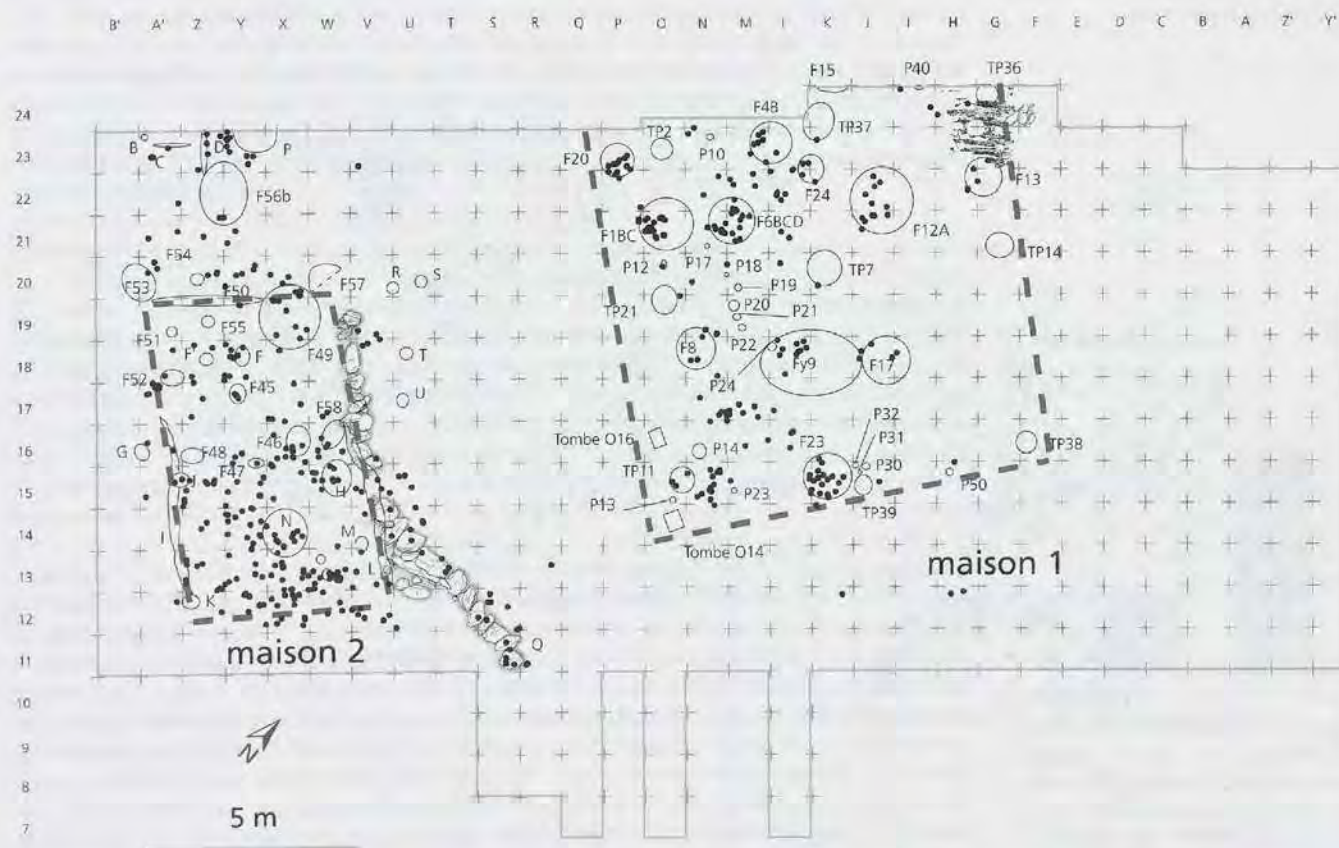 B' A' Z Y X W V U T S R Q P O N M L K J I H G F E D C B A Z' Y'
F15 P40 TP36
24 F4B
TP2 TP37
B D P P10
23 C F20
F24 F13
22 F56b
F1BC F6BCD F12A
21 TP14
F54 P12 P17 P18 TP7
R S
20 F53 F50 F57 P19
TP21 P20 P21
19 F51 F55
F8 P22
F F F49 T Fy9 F17
18 F52 P24
F45 U
17 F58 P32
Tombe O16 F23 P31 TP38
F46 P14
16 G F48 TP11 P30
F47 P50
H P23
15 P13 TP39
N
I M Tombe O14
14 maison 1
L
13 K
12
maison 2 Q
11
10
N
9
8
5 m
7